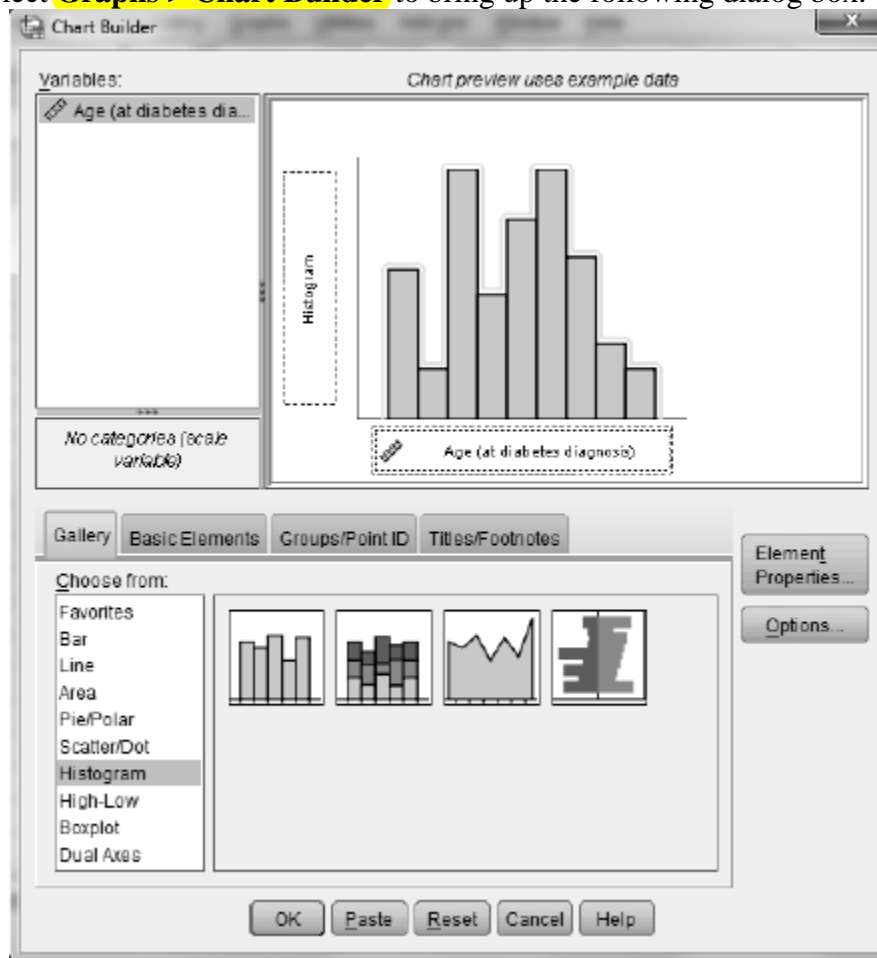 lect Graphs > Chart Builder to bring up the following dialog box.
Chart Builder
X
Variables:
Chart preview uses example data
Age (at diabetes dia...
Histogram
No categories (scale
variable)
Age (at diabetes diagnosis)
Gallery
Basic Elements
Groups/Point ID
Titles/Footnotes
Element
Properties...
Options...
Choose from:
Favorites
Bar
Line
Area
Pie/Polar
Scatter/Dot
Histogram
High-Low
Boxplot
Dual Axes
OK
Paste
Reset
Cancel
Help